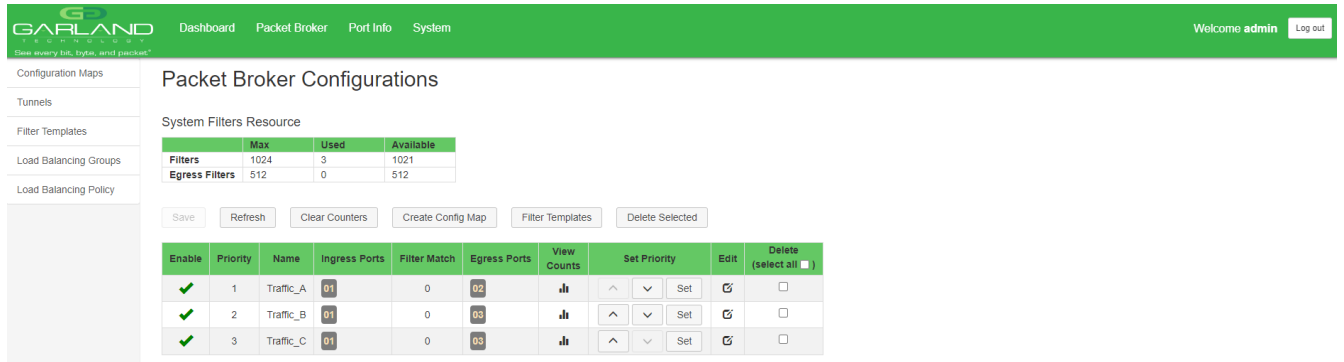 GARLAND
TECHNOLOGY
See every bit, byte, and packet™
Dashboard Packet Broker Port Info System
Welcome admin Log out
Configuration Maps
Tunnels
Filter Templates
Load Balancing Groups
Load Balancing Policy
Packet Broker Configurations
System Filters Resource
Max Used Available
Filters 1024 3 1021
Egress Filters 512 0 512
Save Refresh Clear Counters Create Config Map Filter Templates Delete Selected
Enable Priority Name Ingress Ports Filter Match Egress Ports View Counts Set Priority Edit Delete (select all )
1 Traffic_A 01 0 02 Set
2 Traffic_B 01 0 03 Set
3 Traffic_C 01 0 03 Set